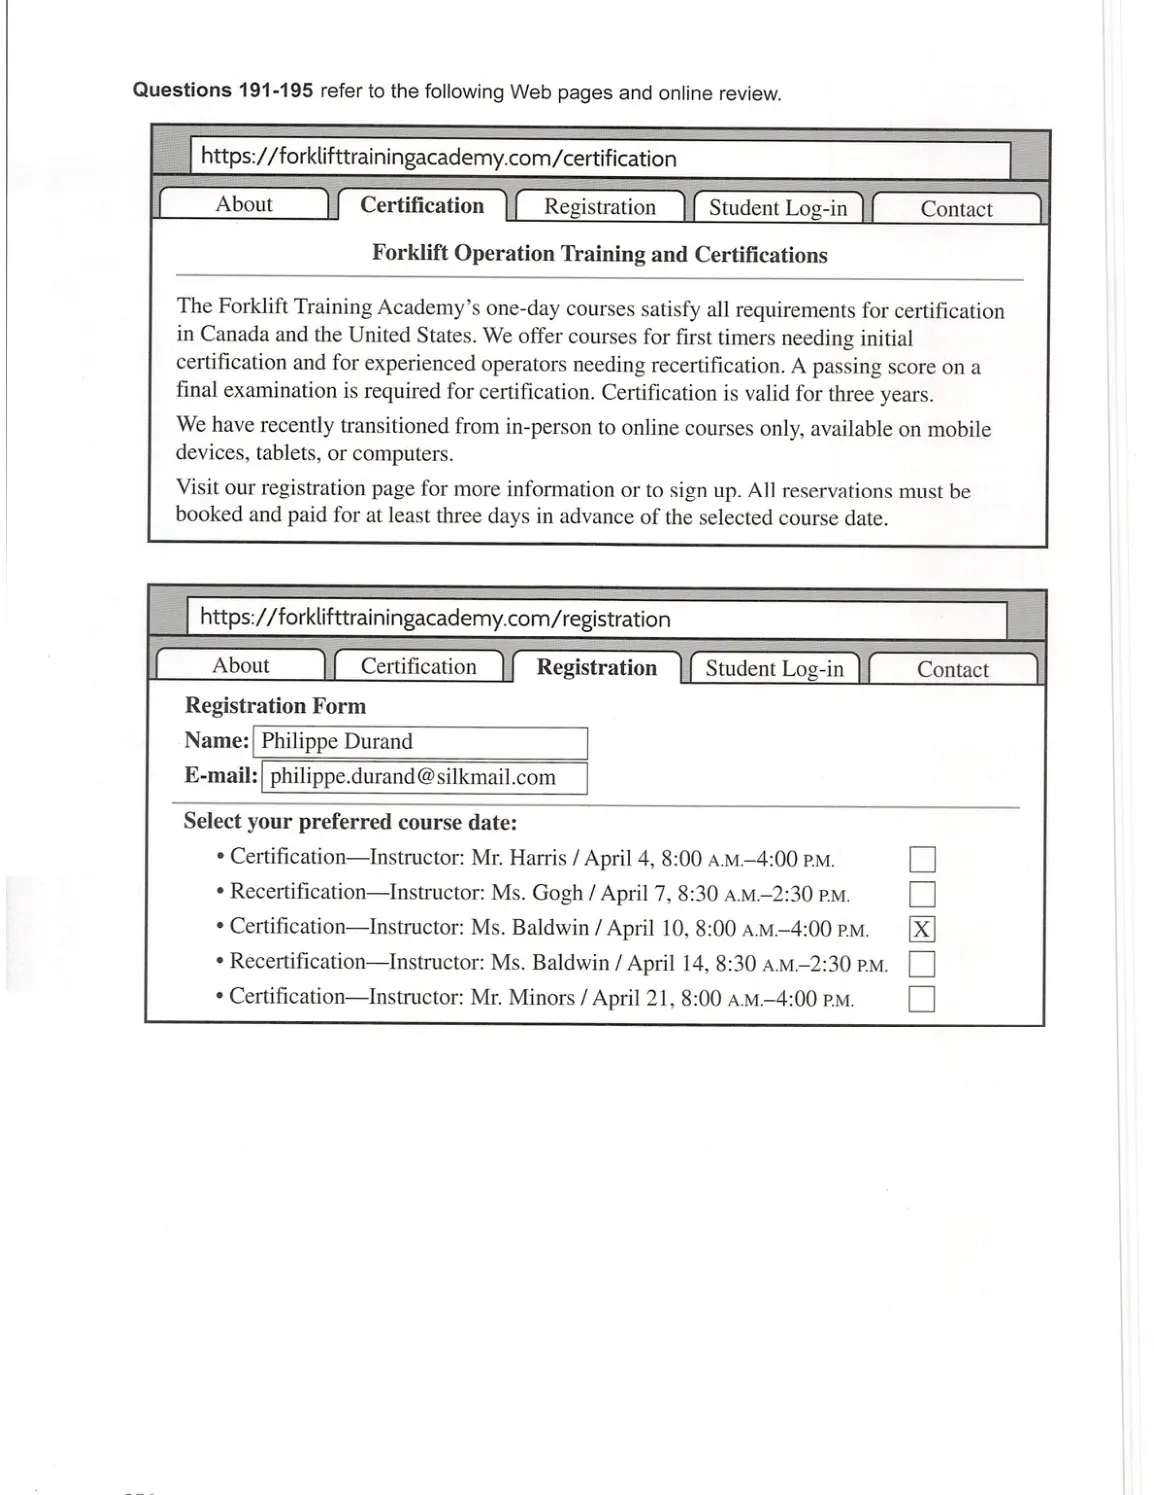 Questions 191-195 refer to the following Web pages and online review.
https://forklifttrainingacademy.com/certification
About
Certification
Registration
Student Log-in
Contact
Forklift Operation Training and Certifications
The Forklift Training Academy's one-day courses satisfy all requirements for certification
in Canada and the United States. We offer courses for first timers needing initial
certification and for experienced operators needing recertification. A passing score on a
final examination is required for certification. Certification is valid for three years.
We have recently transitioned from in-person to online courses only, available on mobile
devices, tablets, or computers.
Visit our registration page for more information or to sign up. All reservations must be
booked and paid for at least three days in advance of the selected course date.
https://forklifttrainingacademy.com/registration
About
Certification
Registration
Student Log-in
Contact
Registration Form
Name: Philippe Durand
E-mail: philippe.durand@silkmail.com
Select your preferred course date:
• Certification—Instructor: Mr. Harris / April 4, 8:00 A.M.–4:00 P.M.
• Recertification—Instructor: Ms. Gogh / April 7, 8:30 A.M.–2:30 P.M.
• Certification—Instructor: Ms. Baldwin / April 10, 8:00 A.M.–4:00 P.M. X
• Recertification—Instructor: Ms. Baldwin / April 14, 8:30 A.M.–2:30 P.M.
• Certification—Instructor: Mr. Minors / April 21, 8:00 A.M.–4:00 P.M.